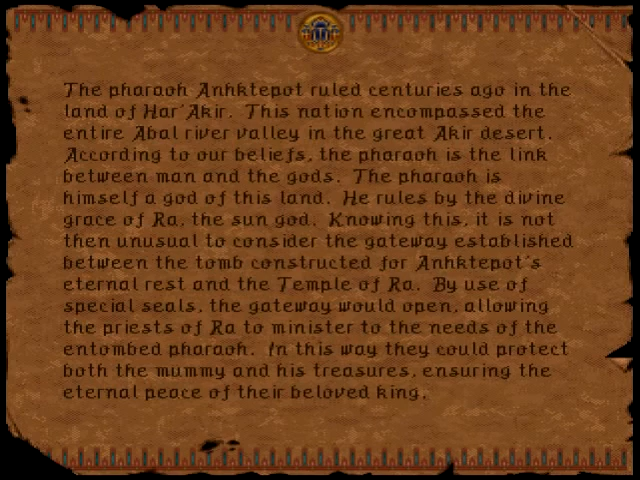 The pharaoh Anhktepot ruled centuries ago in the
land of Har'Akir. This nation encompassed the
entire Abal river valley in the great Akir desert.
According to our beliefs, the pharaoh is the link
between man and the gods. The pharaoh is
himself a god of this land. He rules by the divine
grace of Ra, the sun god. Knowing this, it is not
then unusual to consider the gateway established
between the tomb constructed for Anhktepot's
eternal rest and the Temple of Ra. By use of
special seals, the gateway would open, allowing
the priests of Ra to minister to the needs of the
entombed pharaoh. In this way they could protect
both the mummy and his treasures, ensuring the
eternal peace of their beloved king.